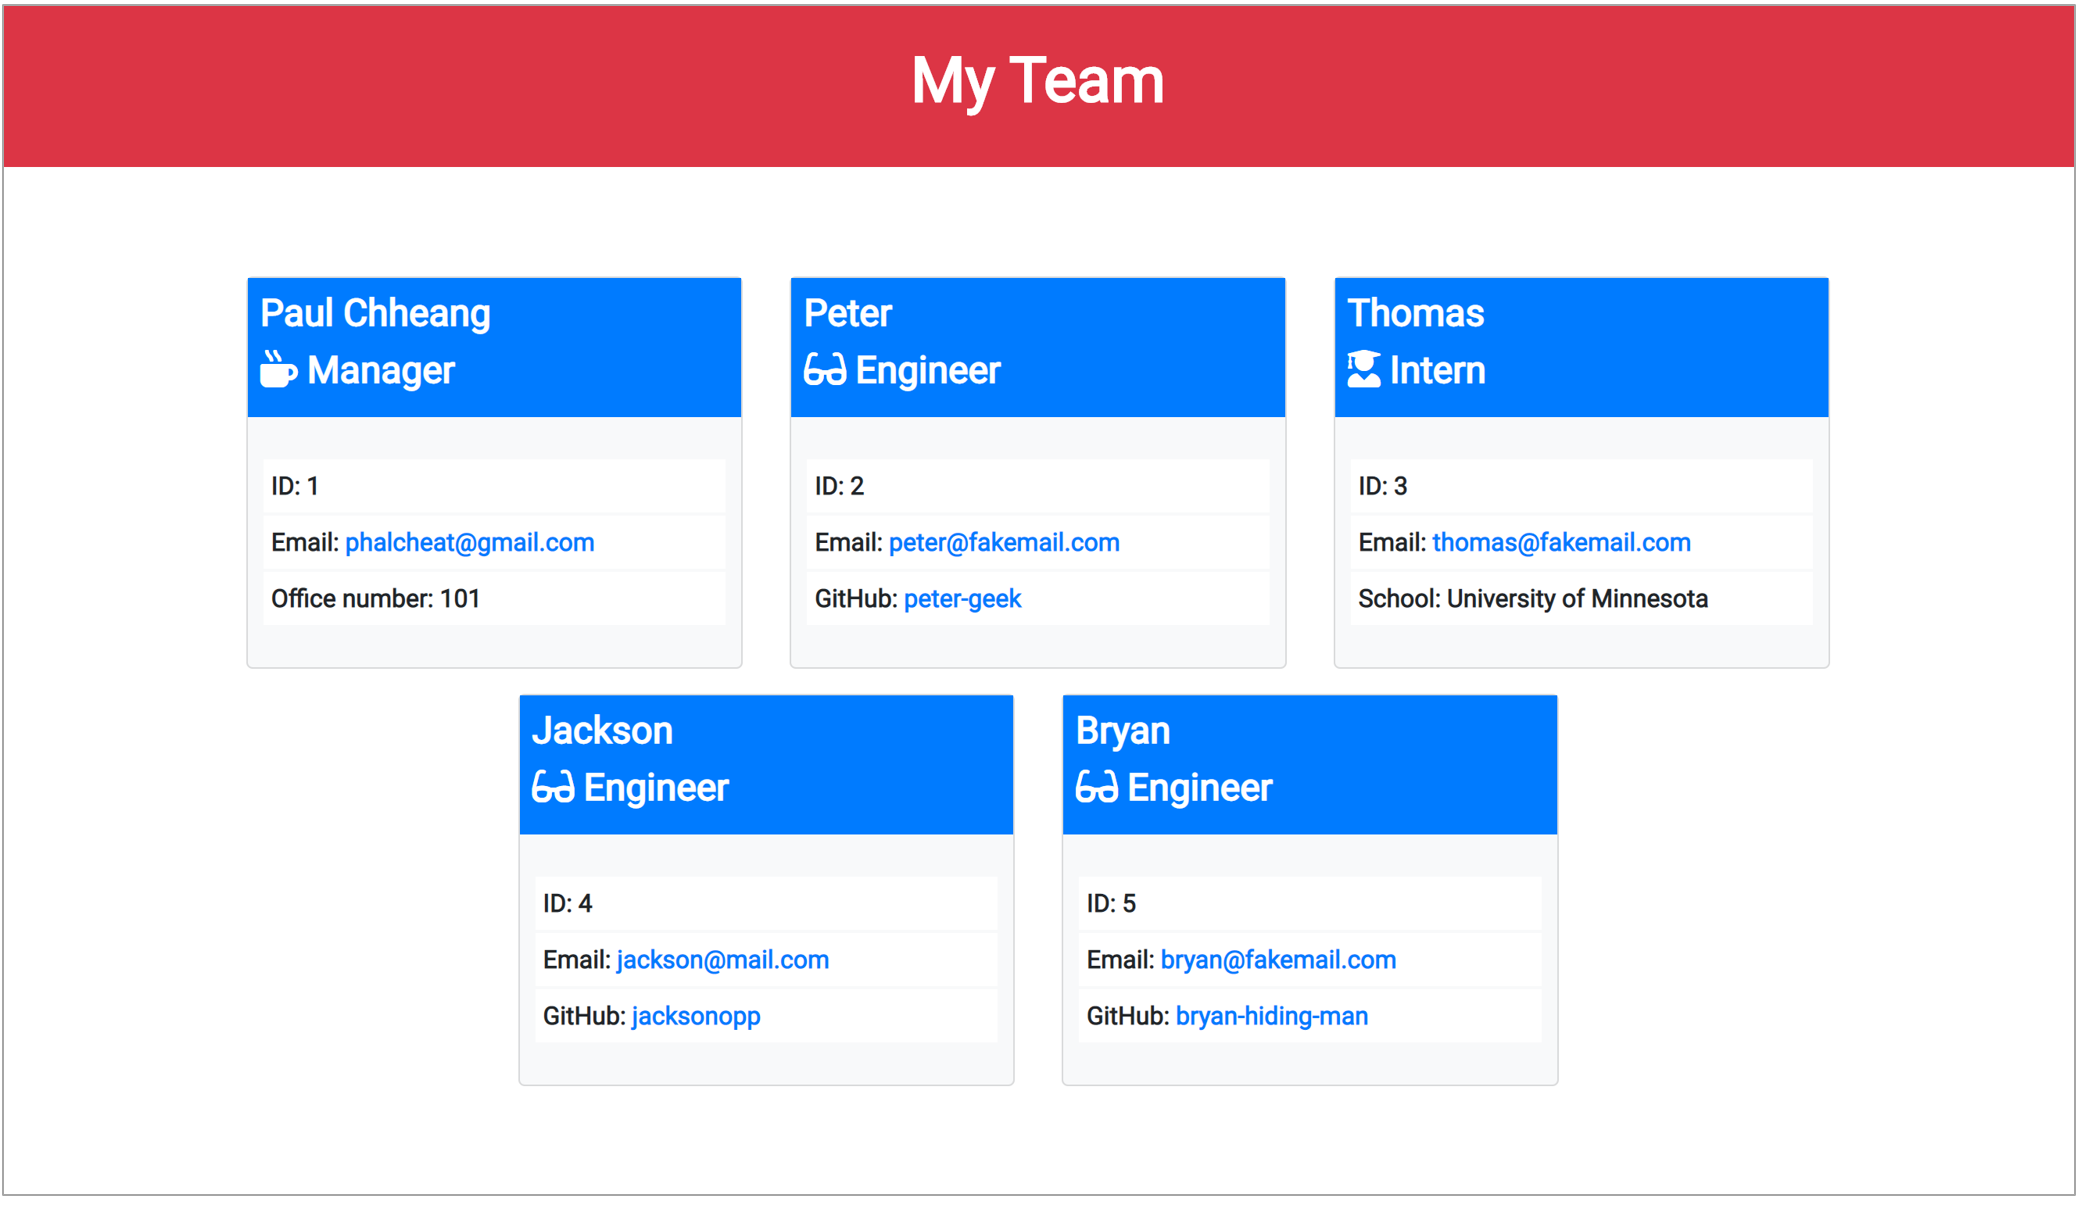 My Team
Paul Chheang
Manager
ID: 1
Email: phalcheat@gmail.com
Office number: 101
Peter
Engineer
ID: 2
Email: peter@fakemail.com
GitHub: peter-geek
Thomas
Intern
ID: 3
Email: thomas@fakemail.com
School: University of Minnesota
Jackson
Engineer
ID: 4
Email: jackson@mail.com
GitHub: jacksonopp
Bryan
Engineer
ID: 5
Email: bryan@fakemail.com
GitHub: bryan-hiding-man